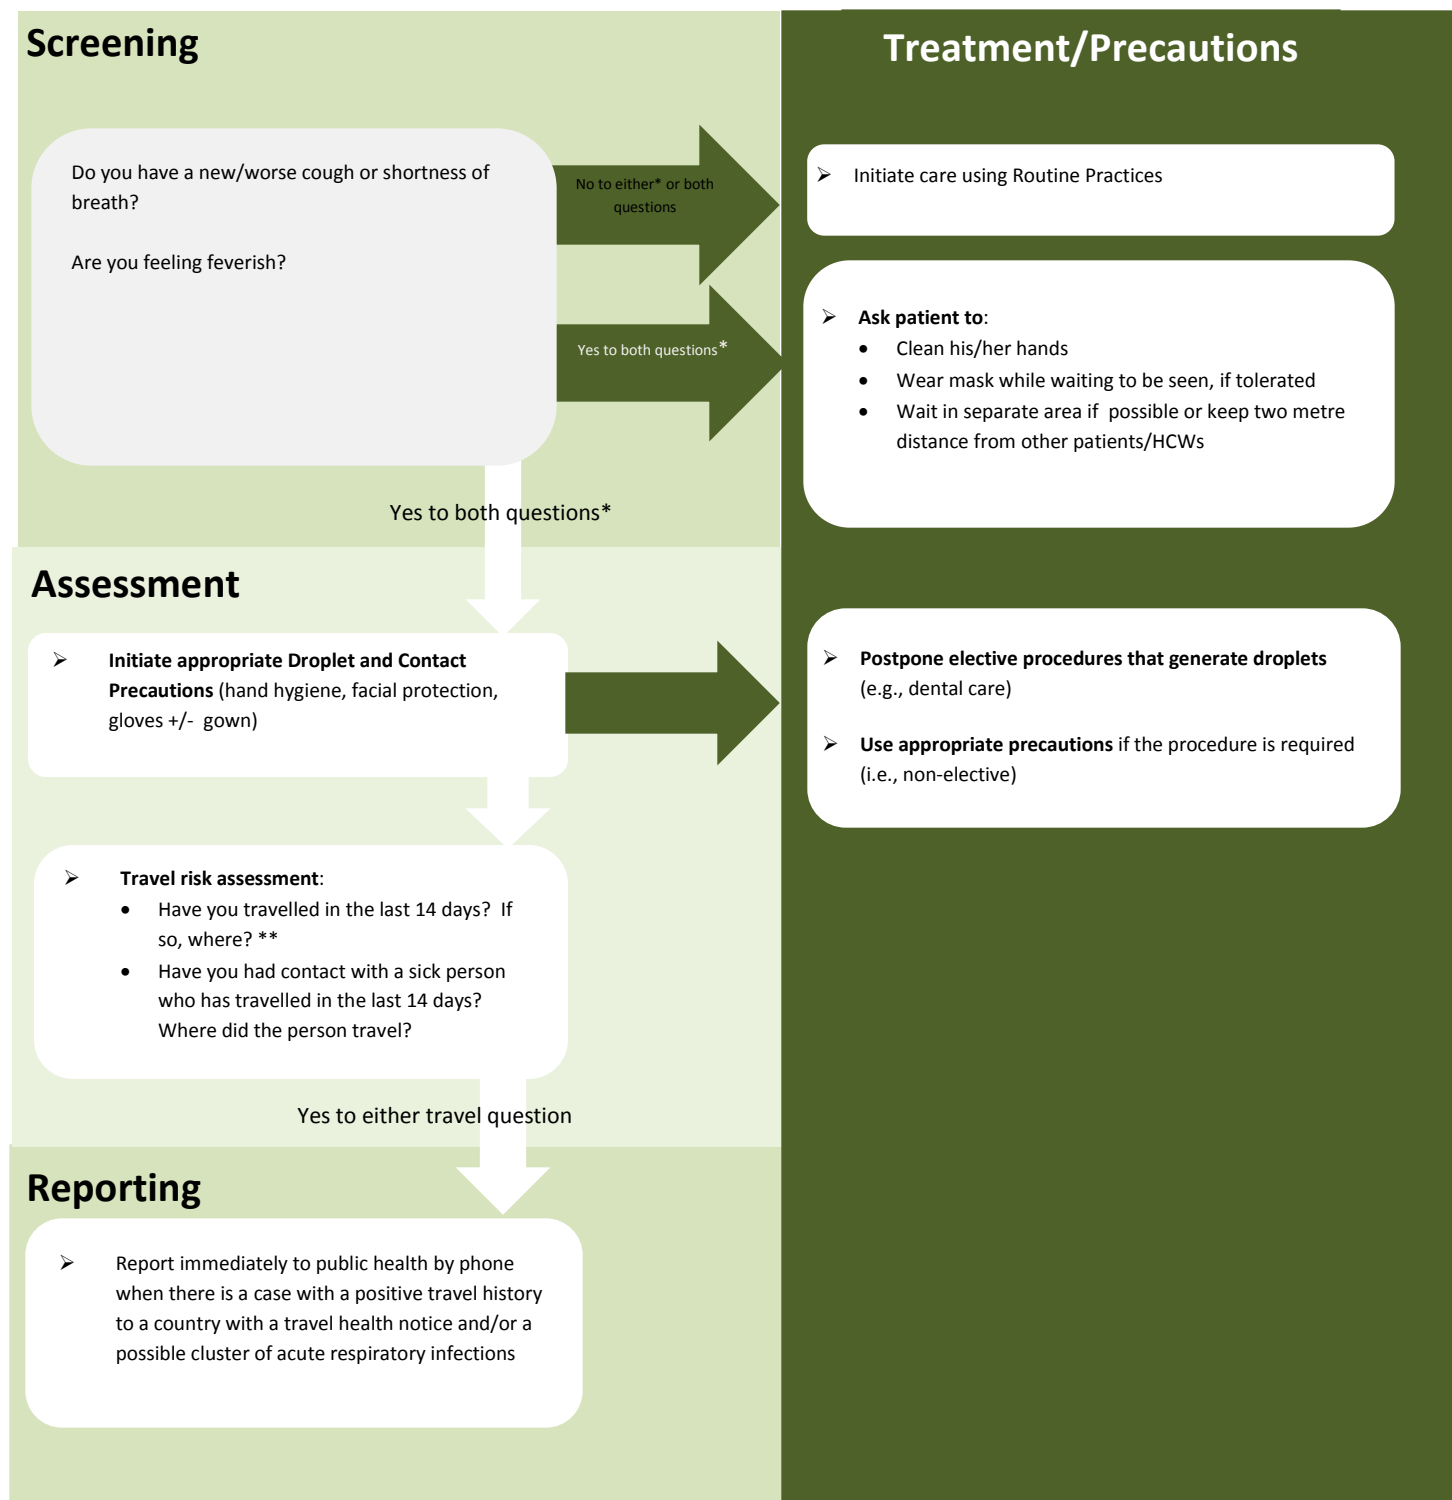 Screening
Treatment/Precautions
Do you have a new/worse cough or shortness of
breath?
Are you feeling feverish?
No to either* or both
questions
➢ Initiate care using Routine Practices
Yes to both questions*
➢ Ask patient to:
• Clean his/her hands
• Wear mask while waiting to be seen, if tolerated
• Wait in separate area if possible or keep two metre
distance from other patients/HCWs
Yes to both questions*
Assessment
➢ Initiate appropriate Droplet and Contact
Precautions (hand hygiene, facial protection,
gloves +/- gown)
➢ Postpone elective procedures that generate droplets
(e.g., dental care)
➢ Use appropriate precautions if the procedure is required
(i.e., non-elective)
➢ Travel risk assessment:
• Have you travelled in the last 14 days? If
so, where? **
• Have you had contact with a sick person
who has travelled in the last 14 days?
Where did the person travel?
Yes to either travel question
Reporting
➢ Report immediately to public health by phone
when there is a case with a positive travel history
to a country with a travel health notice and/or a
possible cluster of acute respiratory infections